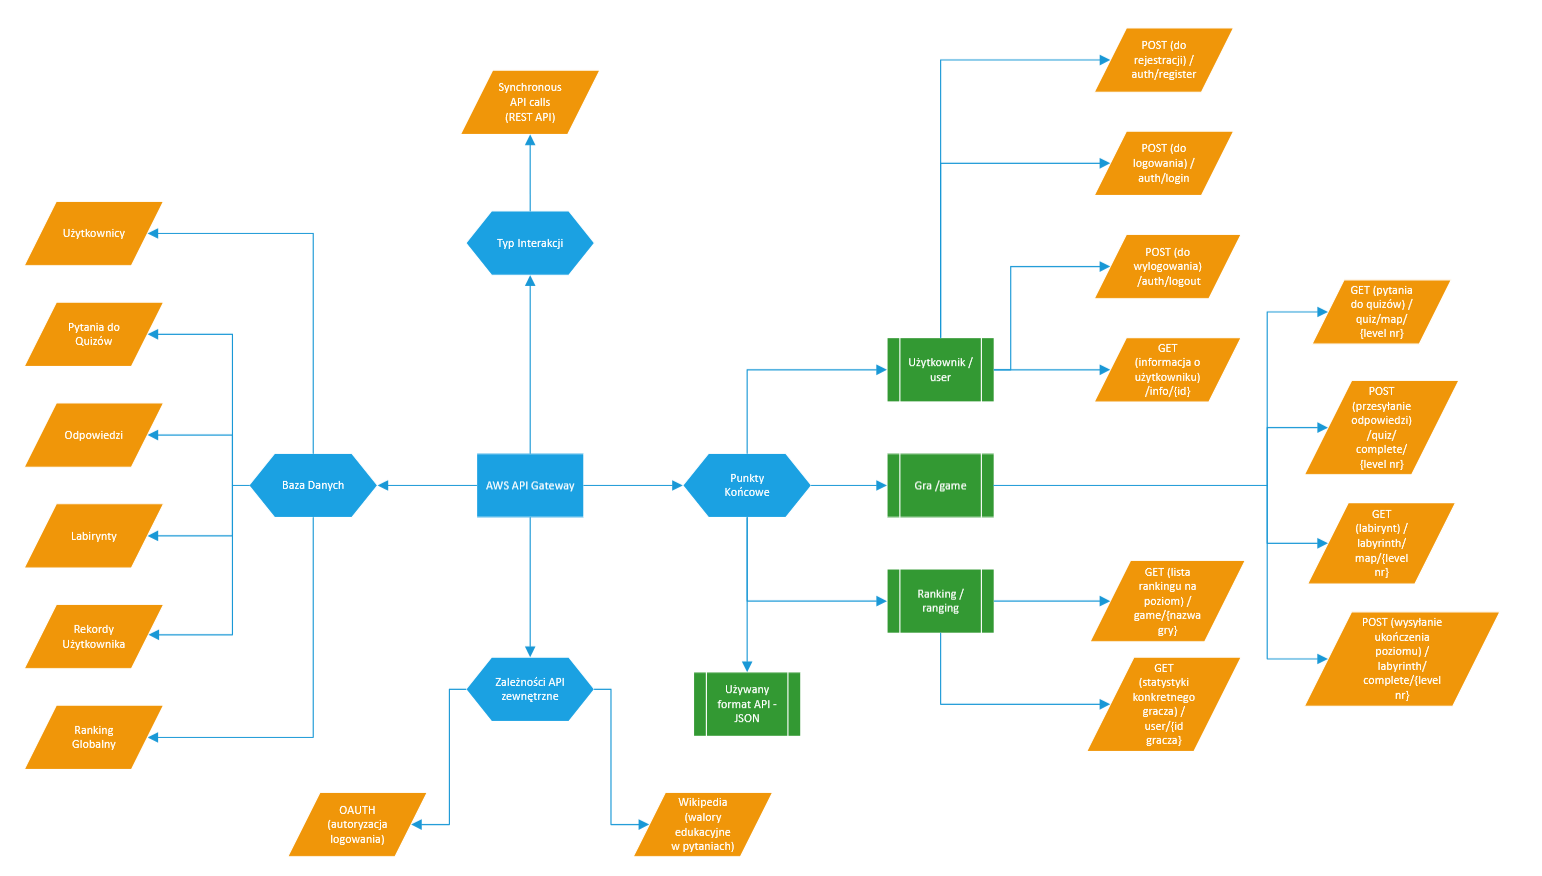 Synchronous
API calls
(REST API)
Typ Interakcji
Użytkownicy
Pytania do
Quizów
Odpowiedzi
Labirynty
Rekordy
Użytkownika
Ranking
Globalny
Baza Danych
AWS API Gateway
Zależności API
zewnętrzne
OAUTH
(autoryzacja
logowania)
Wikipedia
(walory
edukacyjne
w pytaniach)
Punkty
Końcowe
Używany
format API -
JSON
Użytkownik /
user
Gra /game
Ranking /
ranging
POST (do
rejestracji) /
auth/register
POST (do
logowania) /
auth/login
POST (do
wylogowania)
/auth/logout
GET
(informacja o
użytkowniku)
/info/{id}
GET (lista
rankingu na
poziom) /
game/{nazwa
gry}
GET
(statystyki
konkretnego
gracza) /
user/{id
gracza}
GET (pytania
do quizów) /
quiz/map/
{level nr}
POST
(przesyłanie
odpowiedzi)
/quiz/
complete/
{level nr}
GET
(labirynt) /
labyrinth/
map/{level
nr}
POST (wysyłanie
ukończenia
poziomu) /
labyrinth/
complete/{level
nr}